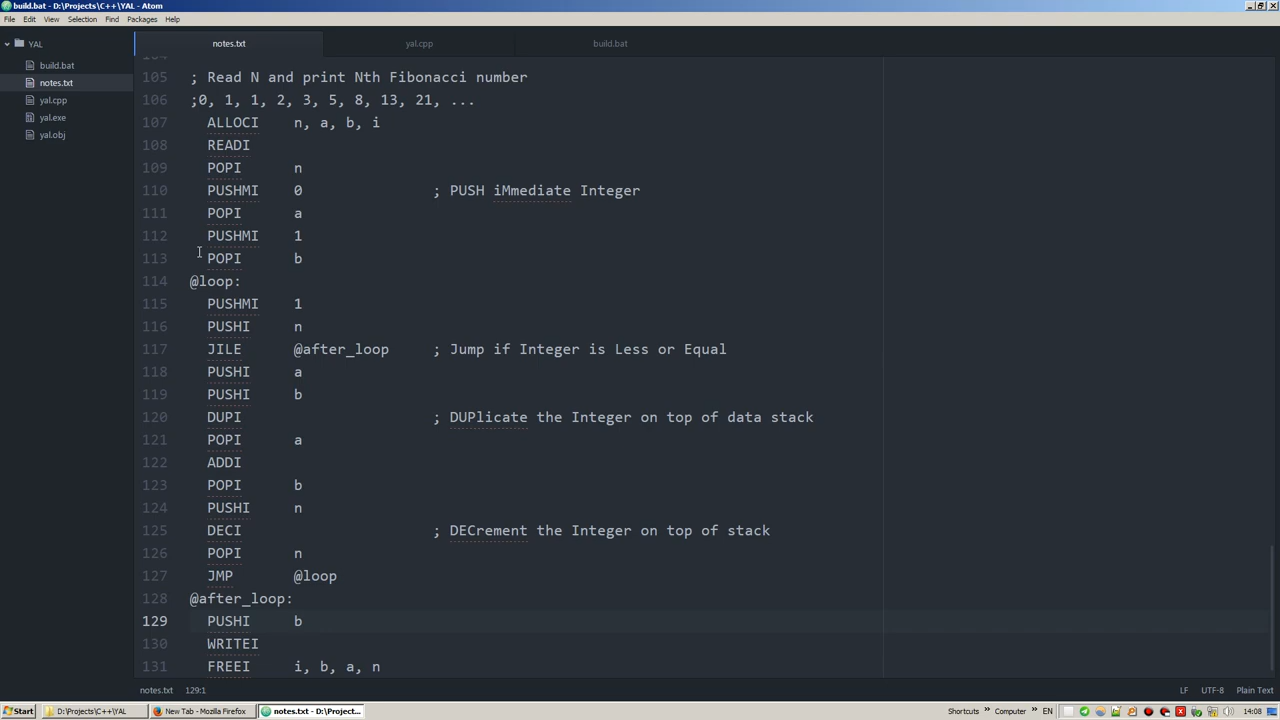 build.bat - D:\Projects\C++\YAL - Atom
File Edit View Selection Find Packages Help
YAL
build.bat
notes.txt
yal.cpp
yal.exe
yal.obj
notes.txt yal.cpp build.bat
105 ; Read N and print Nth Fibonacci number
106 ;0, 1, 1, 2, 3, 5, 8, 13, 21, ...
107 ALLOCI n, a, b, i
108 READI
109 POPI n
110 PUSHMI 0 ; PUSH iMmediate Integer
111 POPI a
112 PUSHMI 1
113 POPI b
114 @loop:
115 PUSHMI 1
116 PUSHI n
117 JILE @after_loop ; Jump if Integer is Less or Equal
118 PUSHI a
119 PUSHI b
120 DUPI ; DUPlicate the Integer on top of data stack
121 POPI a
122 ADDI
123 POPI b
124 PUSHI n
125 DECI ; DECrement the Integer on top of stack
126 POPI n
127 JMP @loop
128 @after_loop:
129 PUSHI b
130 WRITEI
131 FREEI i, b, a, n
notes.txt 129:1 LF UTF-8 Plain Text
Start D:\Projects\C++\YAL New Tab - Mozilla Firefox notes.txt - D:\Project... Shortcuts » Computer » EN 14:08